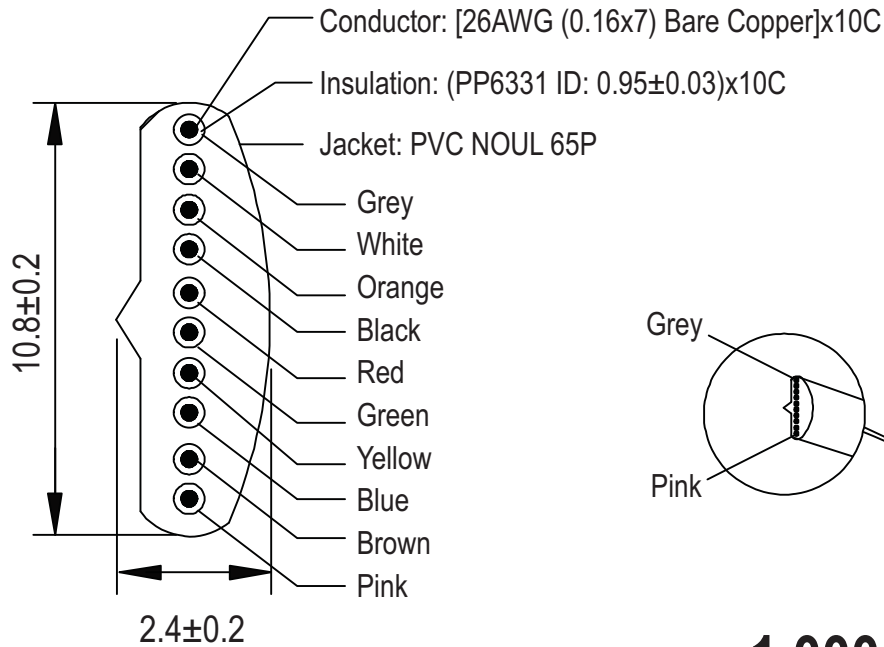 Conductor: [26AWG (0.16x7) Bare Copper]x10C
Insulation: (PP6331 ID: 0.95±0.03)x10C
Jacket: PVC NOUL 65P
Grey
White
Orange
Black
Red
Green
Yellow
Blue
Brown
Pink
10.8±0.2
2.4±0.2
Grey
Pink